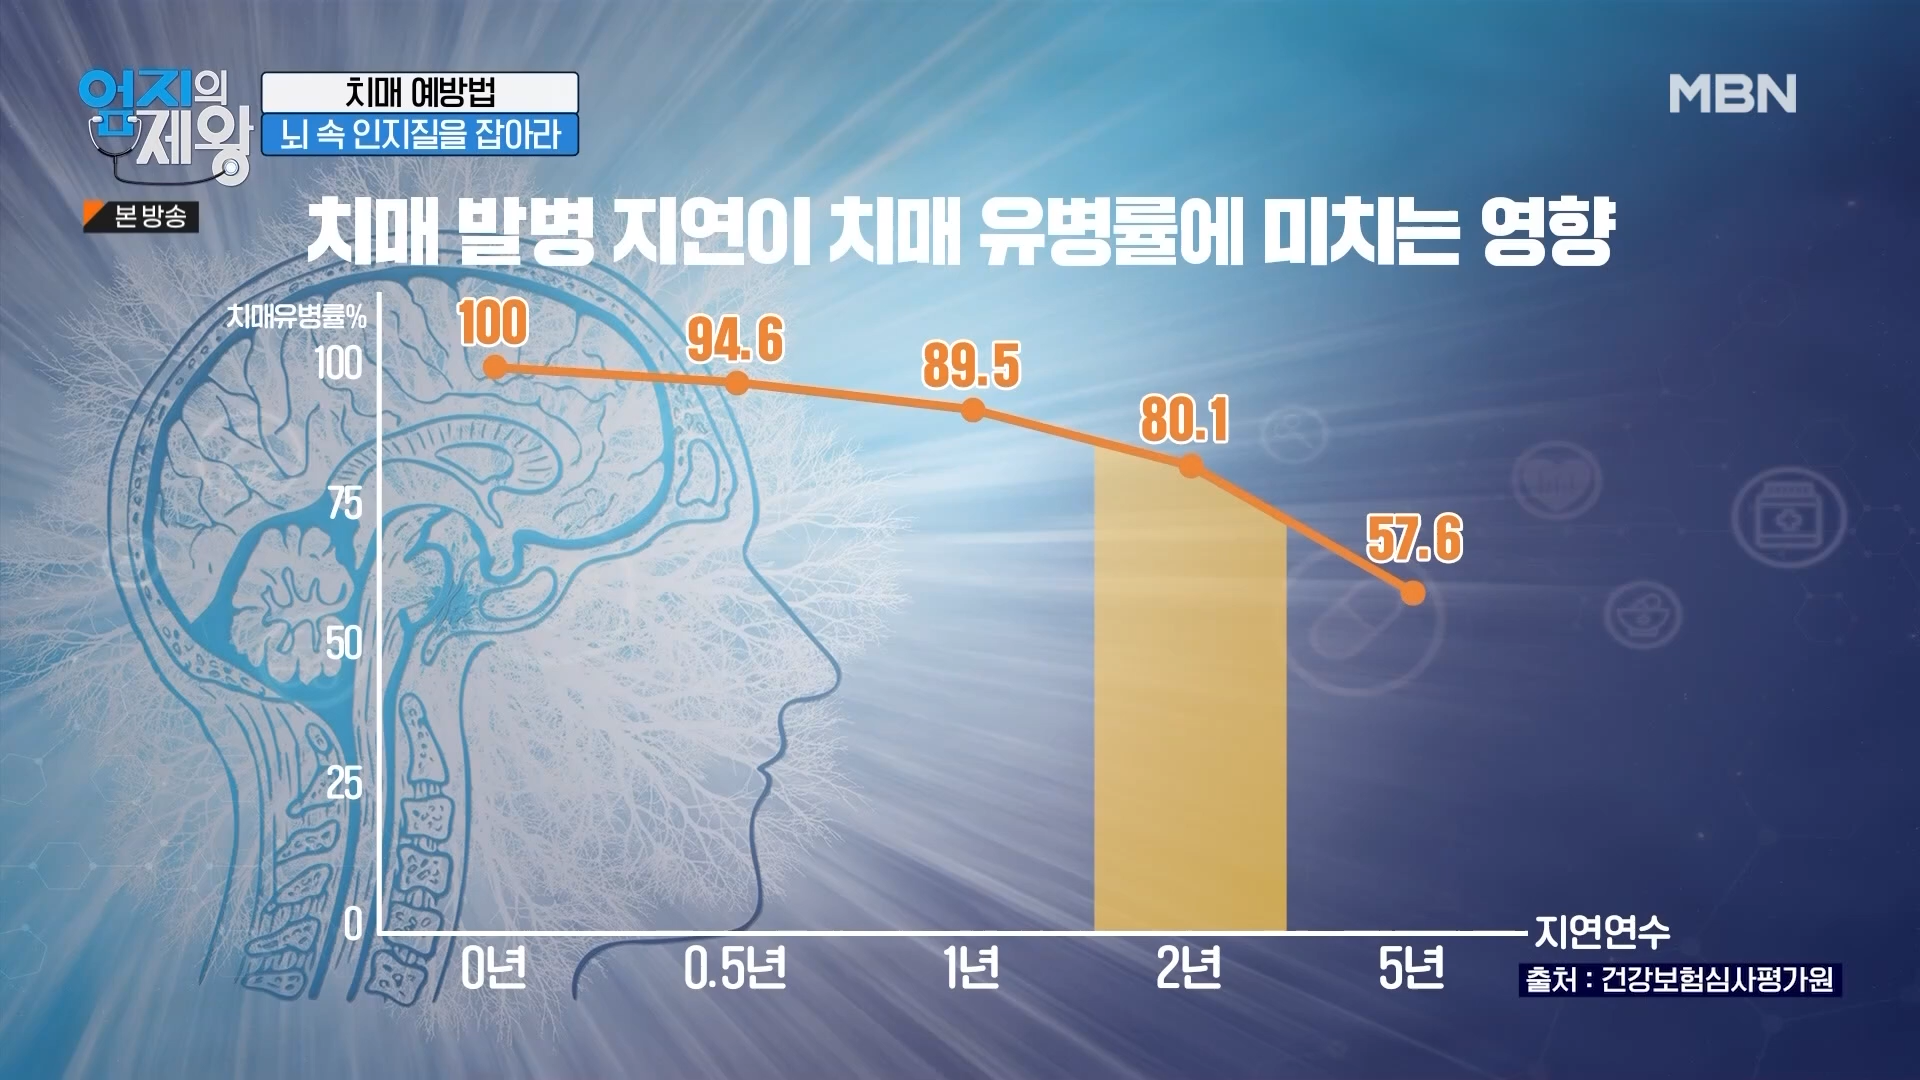 엄지의 제왕
치매 예방법
뇌 속 인지질을 잡아라
MBN
본 방송
치매 발병 지연이 치매 유병률에 미치는 영향
치매유병률%
100
75
50
25
0
100
94.6
89.5
80.1
57.6
0년
0.5년
1년
2년
5년
지연연수
출처 : 건강보험심사평가원